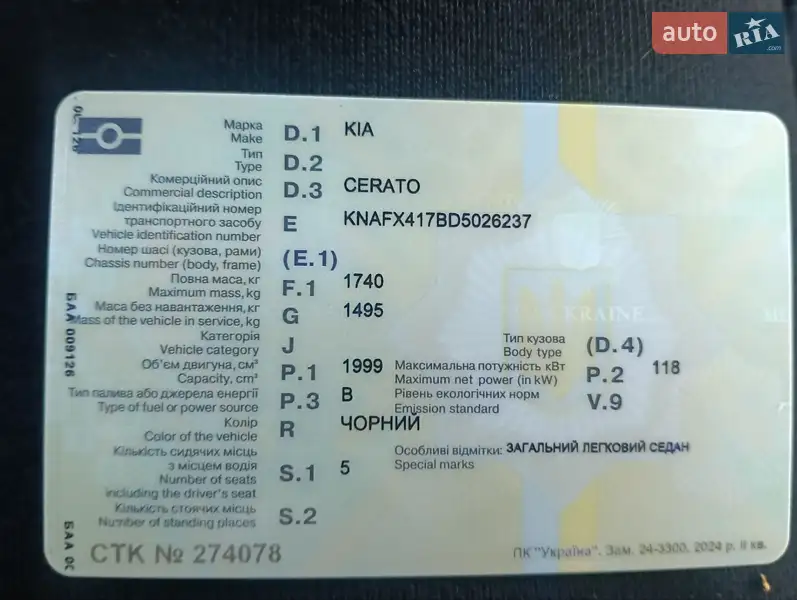 auto RIA .com
Марка
Make D.1 KIA
Тип
Type D.2
Комерційний опис
Commercial description D.3 CERATO
Ідентифікаційний номер
транспортного засобу
Vehicle identification number E KNAFX417BD5026237
Номер шасі (кузова, рами)
Chassis number (body, frame) (E.1)
Повна маса, кг
Maximum mass, kg F.1 1740
Маса без навантаження, кг
Mass of the vehicle in service, kg G 1495
UKRAINE
Категорія
Vehicle category J
Тип кузова
Body type (D.4)
Об'єм двигуна, см³
Capacity, cm³ P.1 1999
Максимальна потужність кВт
Maximum net power (in kW) P.2 118
Тип палива або джерела енергії
Type of fuel or power source P.3 B
Рівень екологічних норм
Emission standard V.9
Колір
Color of the vehicle R ЧОРНИЙ
Кількість сидячих місць
з місцем водія
Number of seats
including the driver's seat S.1 5
Особливі відмітки: ЗАГАЛЬНИЙ ЛЕГКОВИЙ СЕДАН
Special marks
Кількість стоячих місць
Number of standing places S.2
СТК № 274078
ПК "Україна". Зам. 24-3300, 2024 р. II кв.
БАА 009126